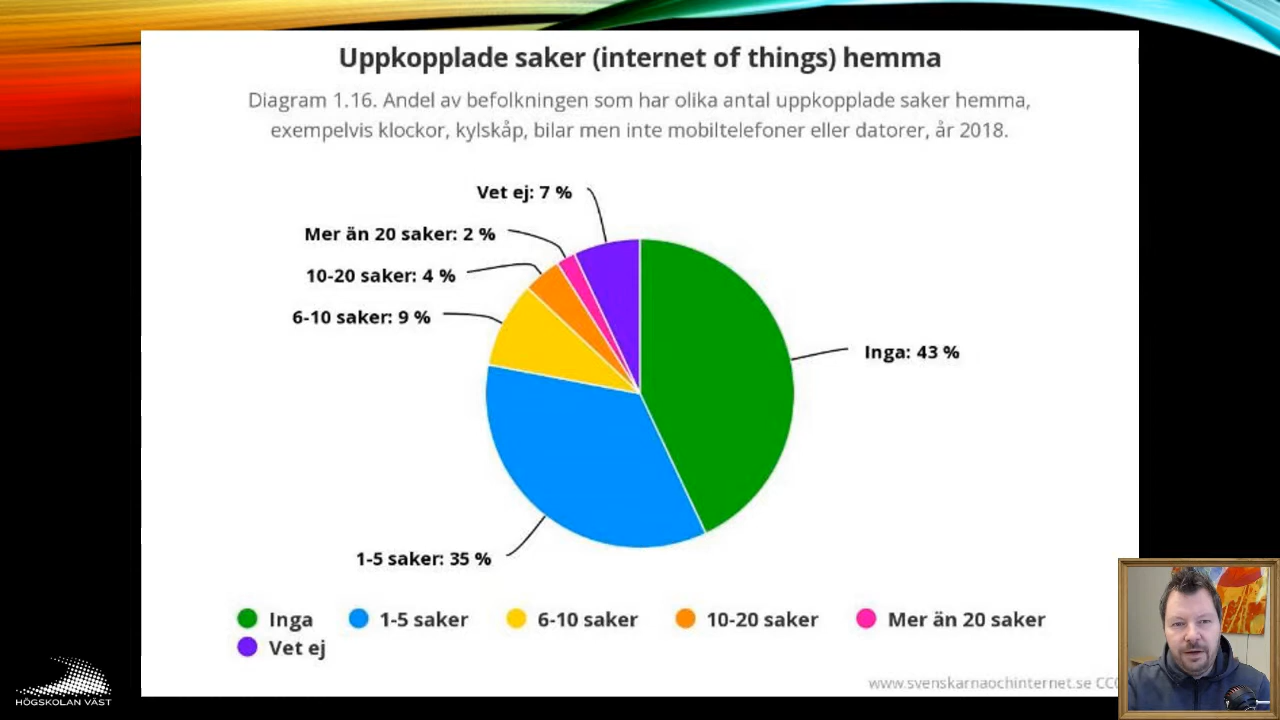 Uppkopplade saker (internet of things) hemma
Diagram 1.16. Andel av befolkningen som har olika antal uppkopplade saker hemma,
exempelvis klockor, kylskåp, bilar men inte mobiltelefoner eller datorer, år 2018.
Vet ej: 7 %
Mer än 20 saker: 2 %
10-20 saker: 4 %
6-10 saker: 9 %
Inga: 43 %
1-5 saker: 35 %
Inga
1-5 saker
6-10 saker
10-20 saker
Mer än 20 saker
Vet ej
www.svenskarnaochinternet.se
HÖGSKOLAN VÄST